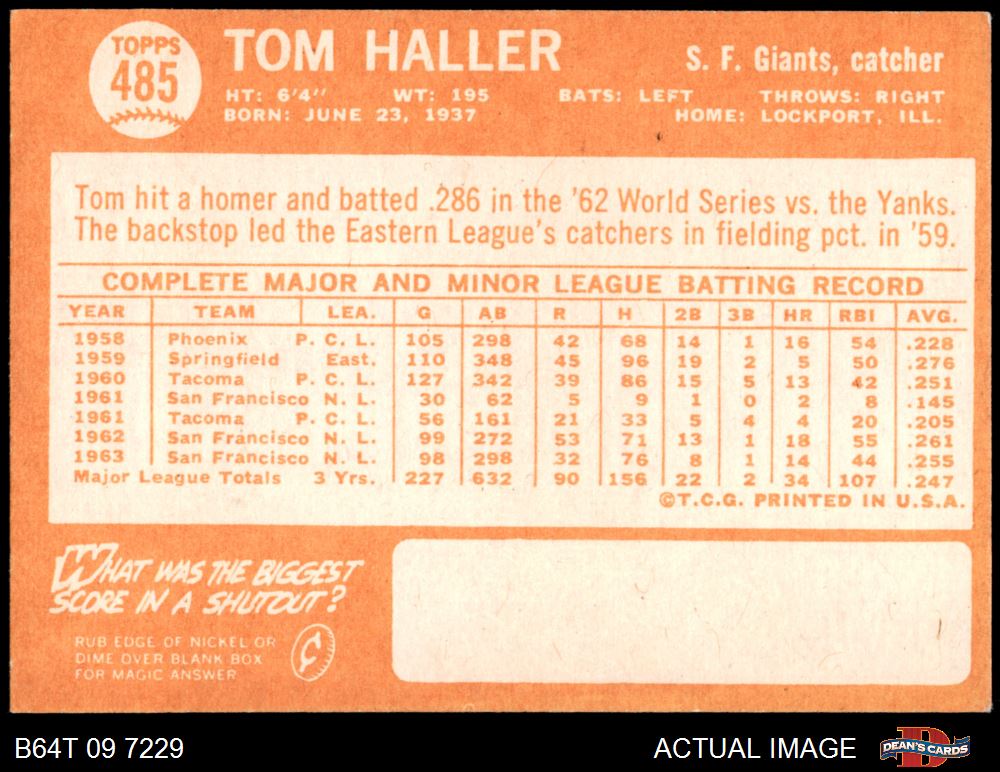 TOPPS
485
TOM HALLER
S. F. Giants, catcher
HT: 6'4" WT: 195 BATS: LEFT THROWS: RIGHT
BORN: JUNE 23, 1937 HOME: LOCKPORT, ILL.
Tom hit a homer and batted .286 in the '62 World Series vs. the Yanks.
The backstop led the Eastern League's catchers in fielding pct. in '59.
COMPLETE MAJOR AND MINOR LEAGUE BATTING RECORD
YEAR TEAM LEA. G AB R H 2B 3B HR RBI AVG.
1958 Phoenix P. C. L. 105 298 42 68 14 1 16 54 .228
1959 Springfield East. 110 348 45 96 19 2 5 50 .276
1960 Tacoma P. C. L. 127 342 39 86 15 5 13 42 .251
1961 San Francisco N. L. 30 62 5 9 1 0 2 8 .145
1961 Tacoma P. C. L. 56 161 21 33 5 4 4 20 .205
1962 San Francisco N. L. 99 272 53 71 13 1 18 55 .261
1963 San Francisco N. L. 98 298 32 76 8 1 14 44 .255
Major League Totals 3 Yrs. 227 632 90 156 22 2 34 107 .247
©T.C.G. PRINTED IN U.S.A.
WHAT WAS THE BIGGEST
SCORE IN A SHUTOUT?
RUB EDGE OF NICKEL OR
DIME OVER BLANK BOX
FOR MAGIC ANSWER
¢
B64T 09 7229
ACTUAL IMAGE
D
DEAN'S CARDS